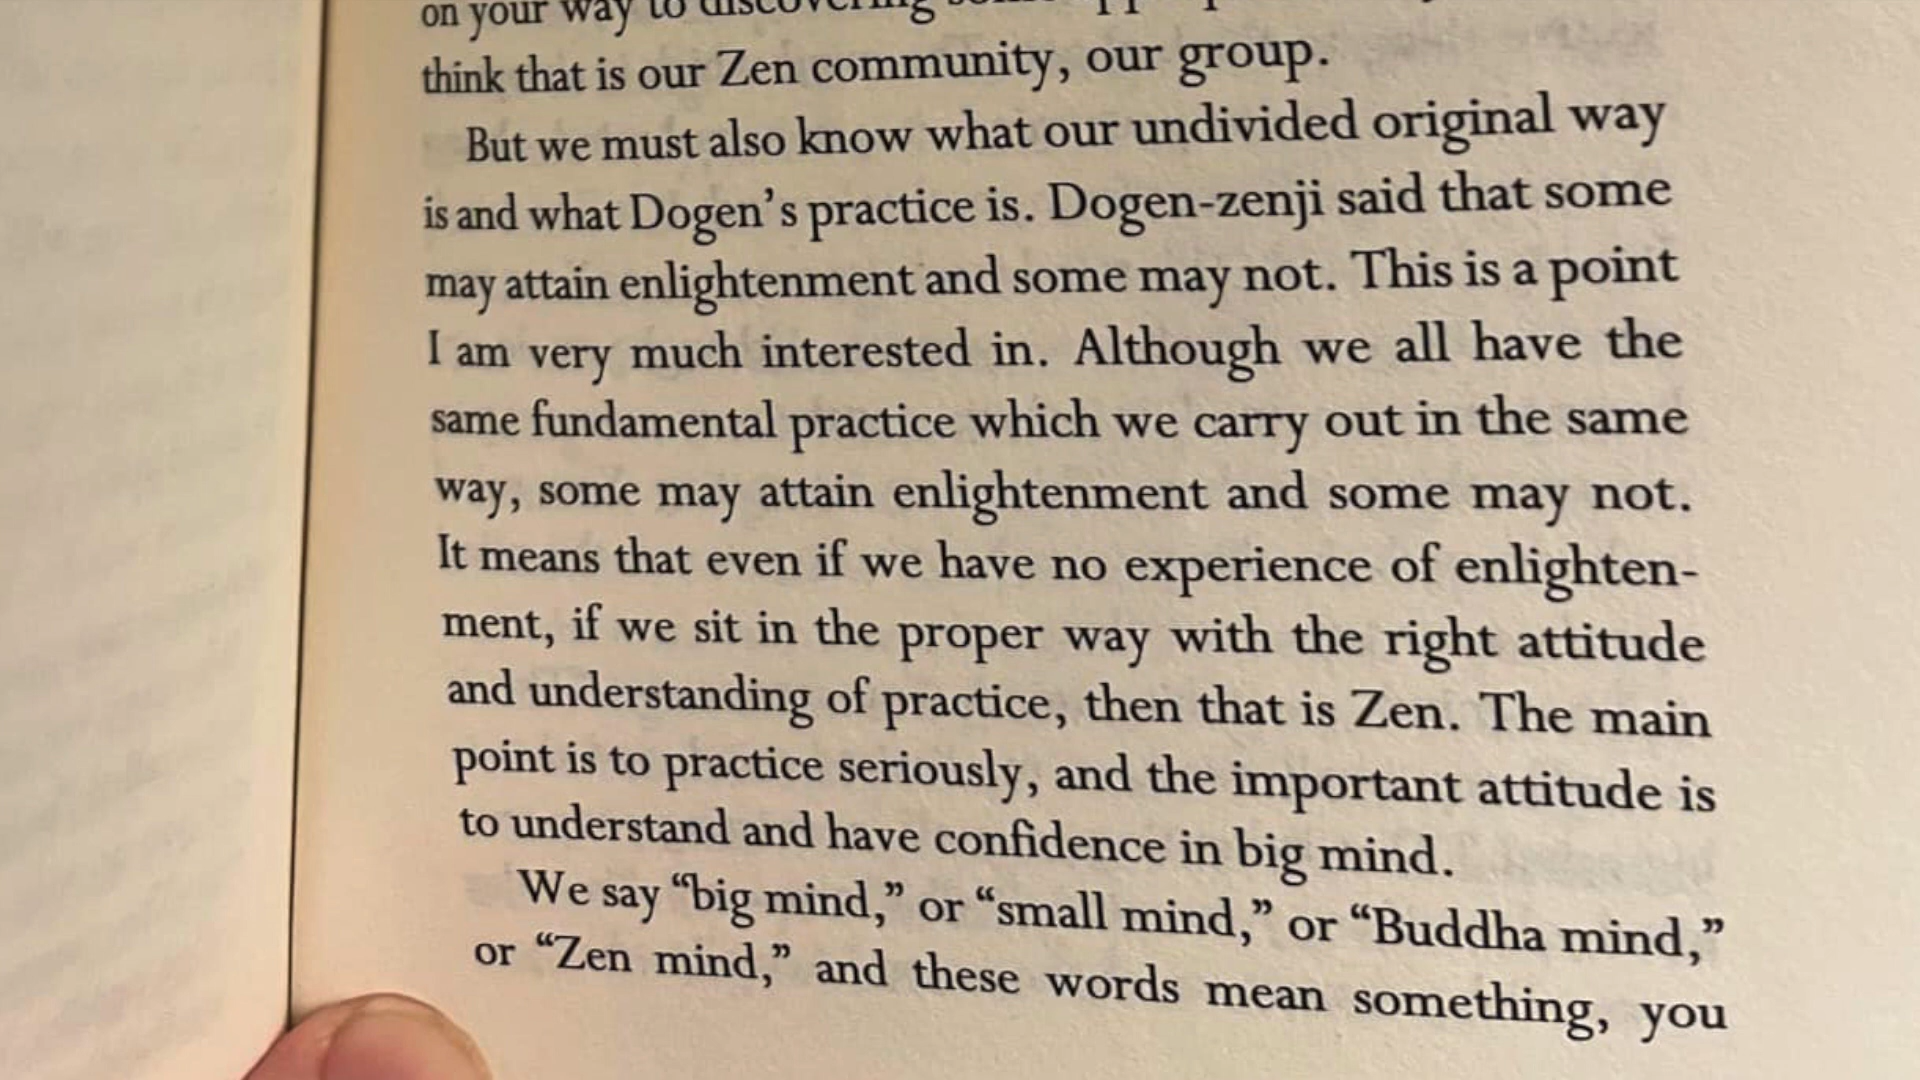 on your way to discovering
think that is our Zen community, our group.
But we must also know what our undivided original way
is and what Dogen’s practice is. Dogen-zenji said that some
may attain enlightenment and some may not. This is a point
I am very much interested in. Although we all have the
same fundamental practice which we carry out in the same
way, some may attain enlightenment and some may not.
It means that even if we have no experience of enlighten-
ment, if we sit in the proper way with the right attitude
and understanding of practice, then that is Zen. The main
point is to practice seriously, and the important attitude is
to understand and have confidence in big mind.
We say “big mind,” or “small mind,” or “Buddha mind,”
or “Zen mind,” and these words mean something, you